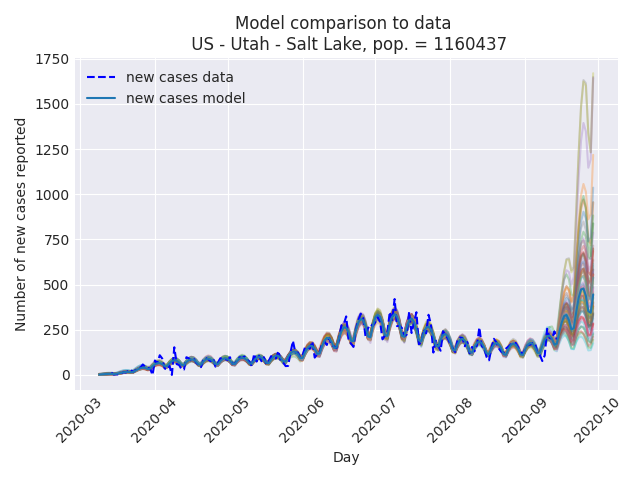 Model comparison to data
US - Utah - Salt Lake, pop. = 1160437
new cases data
new cases model
Number of new cases reported
1750
1500
1250
1000
750
500
250
0
2020-03
2020-04
2020-05
2020-06
2020-07
2020-08
2020-09
2020-10
Day